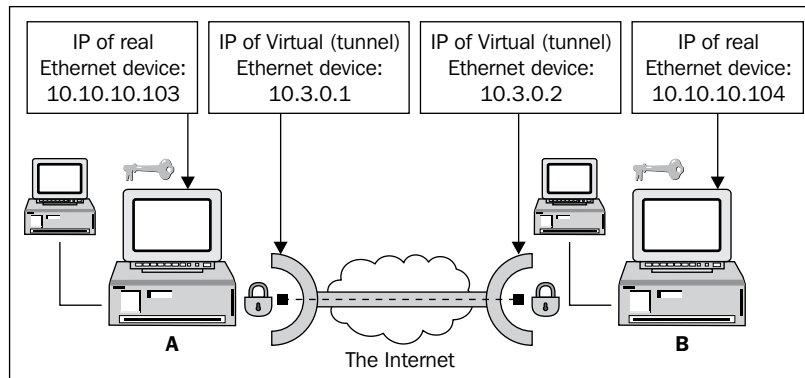 IP of real
Ethernet device:
10.10.10.103
IP of Virtual (tunnel)
Ethernet device:
10.3.0.1
IP of Virtual (tunnel)
Ethernet device:
10.3.0.2
IP of real
Ethernet device:
10.10.10.104
A
The Internet
B